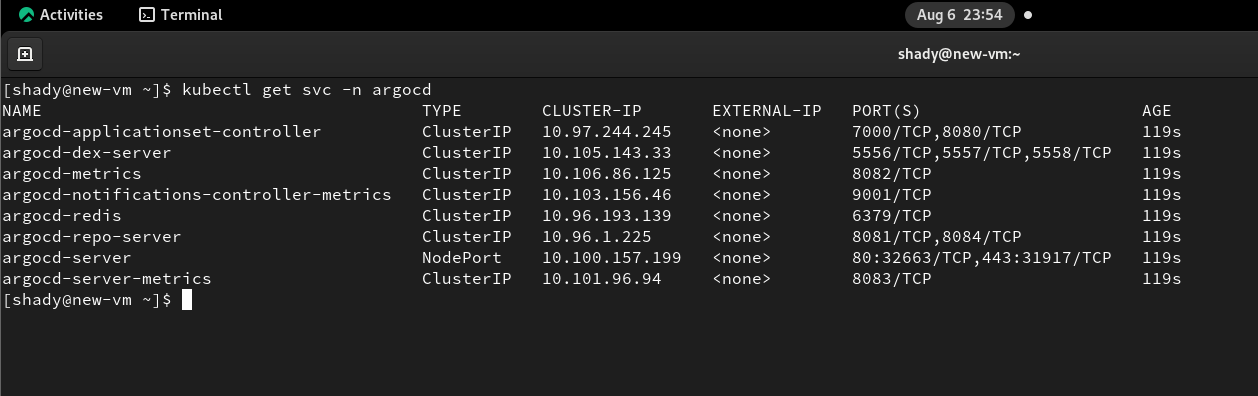 Activities Terminal Aug 6 23:54
shady@new-vm:~
[shady@new-vm ~]$ kubectl get svc -n argocd
NAME TYPE CLUSTER-IP EXTERNAL-IP PORT(S) AGE
argocd-applicationset-controller ClusterIP 10.97.244.245 <none> 7000/TCP,8080/TCP 119s
argocd-dex-server ClusterIP 10.105.143.33 <none> 5556/TCP,5557/TCP,5558/TCP 119s
argocd-metrics ClusterIP 10.106.86.125 <none> 8082/TCP 119s
argocd-notifications-controller-metrics ClusterIP 10.103.156.46 <none> 9001/TCP 119s
argocd-redis ClusterIP 10.96.193.139 <none> 6379/TCP 119s
argocd-repo-server ClusterIP 10.96.1.225 <none> 8081/TCP,8084/TCP 119s
argocd-server NodePort 10.100.157.199 <none> 80:32663/TCP,443:31917/TCP 119s
argocd-server-metrics ClusterIP 10.101.96.94 <none> 8083/TCP 119s
[shady@new-vm ~]$